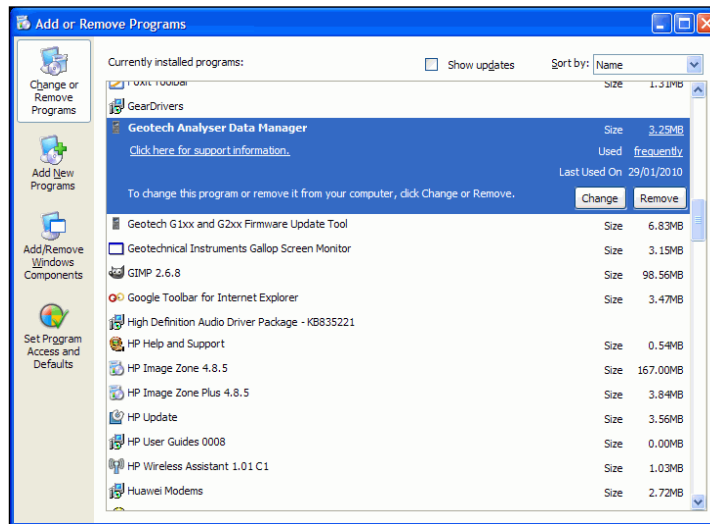 Add or Remove Programs
Change or
Remove
Programs
Add New
Programs
Add/Remove
Windows
Components
Set Program
Access and
Defaults
Currently installed programs:
Show updates
Sort by: Name
Foxit Toolbar Size 1.31MB
GearDrivers
Geotech Analyser Data Manager Size 3.25MB
Click here for support information. Used frequently
Last Used On 29/01/2010
To change this program or remove it from your computer, click Change or Remove. Change Remove
Geotech G1xx and G2xx Firmware Update Tool Size 6.83MB
Geotechnical Instruments Gallop Screen Monitor Size 3.15MB
GIMP 2.6.8 Size 98.56MB
Google Toolbar for Internet Explorer Size 3.47MB
High Definition Audio Driver Package - KB835221
HP Help and Support Size 0.54MB
HP Image Zone 4.8.5 Size 167.00MB
HP Image Zone Plus 4.8.5 Size 3.84MB
HP Update Size 3.56MB
HP User Guides 0008 Size 0.00MB
HP Wireless Assistant 1.01 C1 Size 1.03MB
Huawei Modems Size 2.72MB